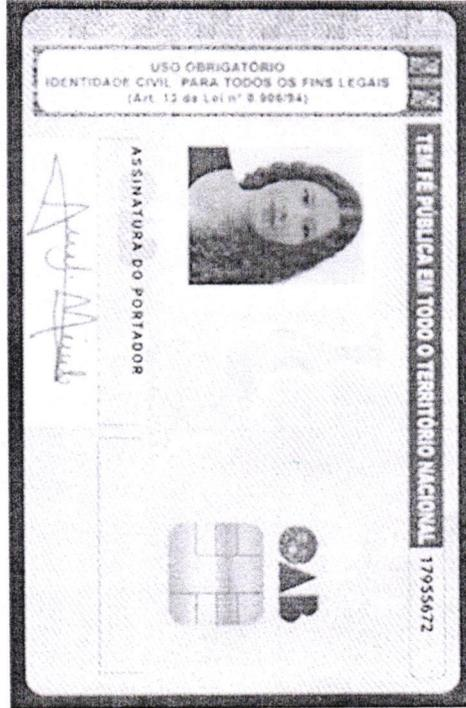 USO OBRIGATÓRIO
IDENTIDADE CIVIL PARA TODOS OS FINS LEGAIS
(Art. 13 da Lei nº 8.906/94)
TEM FÉ PÚBLICA EM TODO O TERRITÓRIO NACIONAL
17955672
ASSINATURA DO PORTADOR
OAB